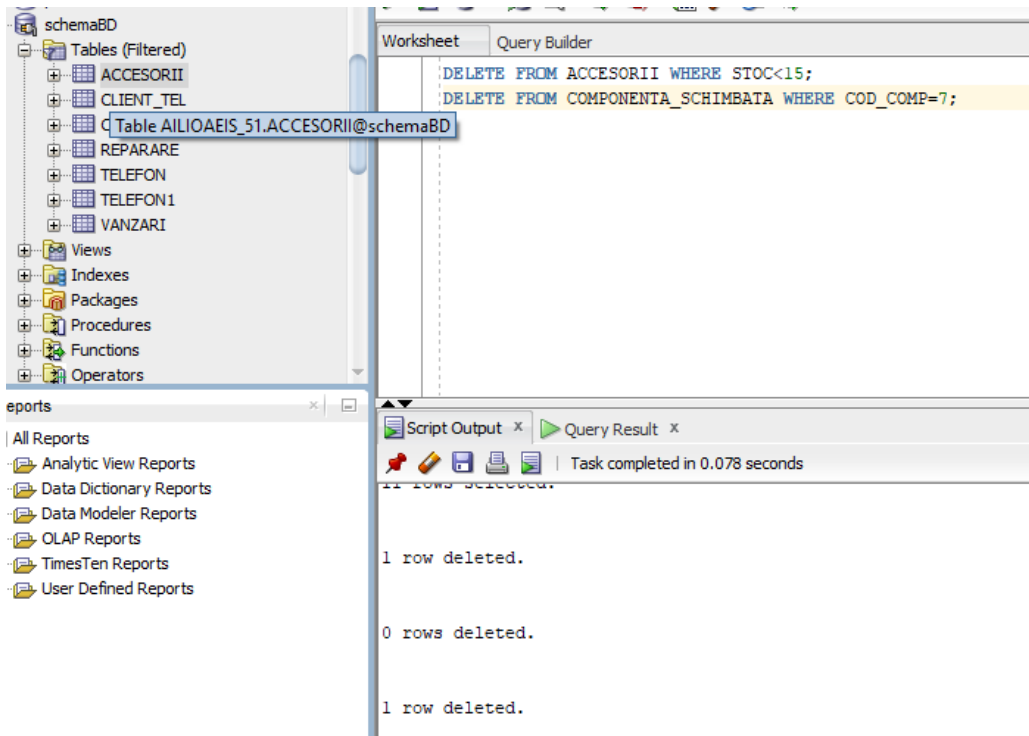 schemaBD
Tables (Filtered)
ACCESORII
CLIENT_TEL
C
Table AILIOAEIS_51.ACCESORII@schemaBD
REPARARE
TELEFON
TELEFON1
VANZARI
Views
Indexes
Packages
Procedures
Functions
Operators
eports
All Reports
Analytic View Reports
Data Dictionary Reports
Data Modeler Reports
OLAP Reports
TimesTen Reports
User Defined Reports
Worksheet Query Builder
DELETE FROM ACCESORII WHERE STOC<15;
DELETE FROM COMPONENTA_SCHIMBATA WHERE COD_COMP=7;
Script Output x Query Result x
Task completed in 0.078 seconds
11 rows selected.
1 row deleted.
0 rows deleted.
1 row deleted.